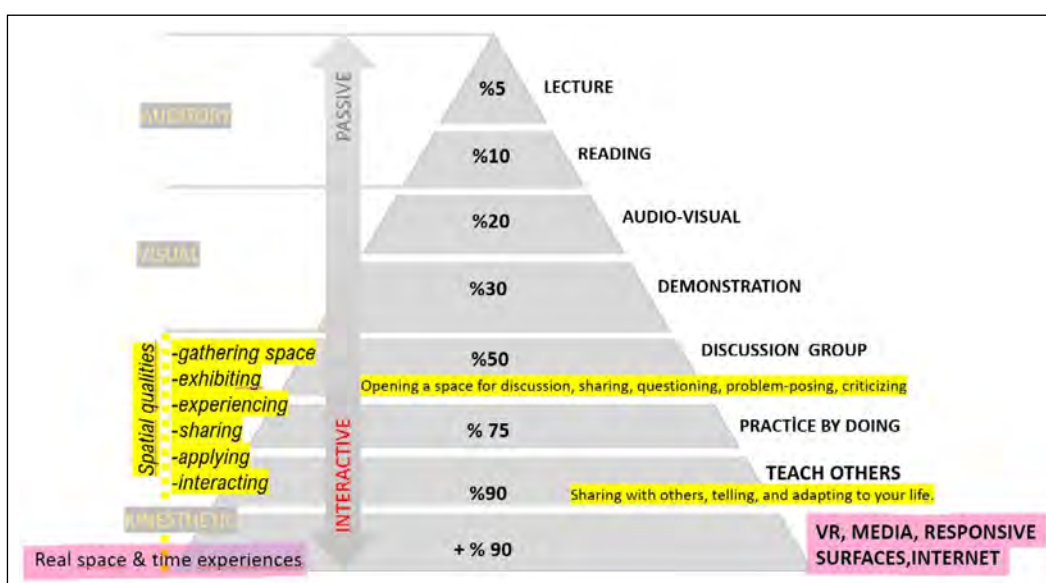 %5 LECTURE
AUDITORY
PASSIVE
%10 READING
%20 AUDIO-VISUAL
VISUAL
%30 DEMONSTRATION
Spatial qualities
-gathering space
-exhibiting
-experiencing
-sharing
-applying
-interacting
%50 DISCUSSION GROUP
Opening a space for discussion, sharing, questioning, problem-posing, criticizing
INTERACTIVE
% 75 PRACTİCE BY DOING
TEACH OTHERS
%90 Sharing with others, telling, and adapting to your life.
KINESTHETIC
Real space & time experiences
+ % 90
VR, MEDIA, RESPONSIVE
SURFACES,INTERNET